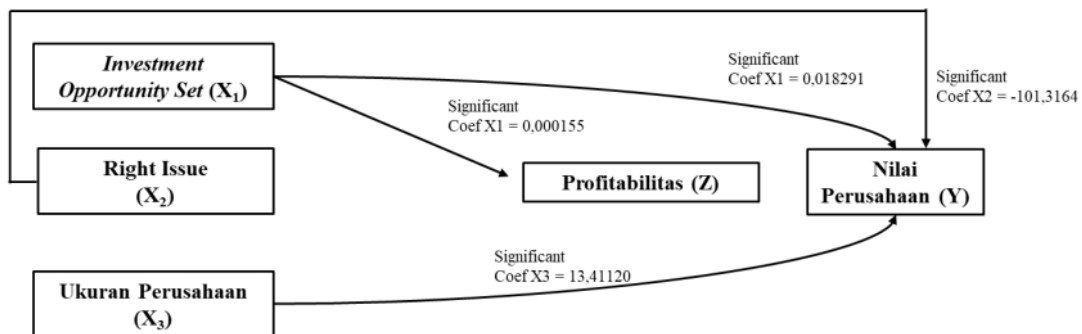 Investment
Opportunity Set (X₁)
Significant
Coef X1 = 0,018291
Significant
Coef X2 = -101,3164
Significant
Coef X1 = 0,000155
Right Issue
(X₂)
Profitabilitas (Z)
Nilai
Perusahaan (Y)
Significant
Coef X3 = 13,41120
Ukuran Perusahaan
(X₃)